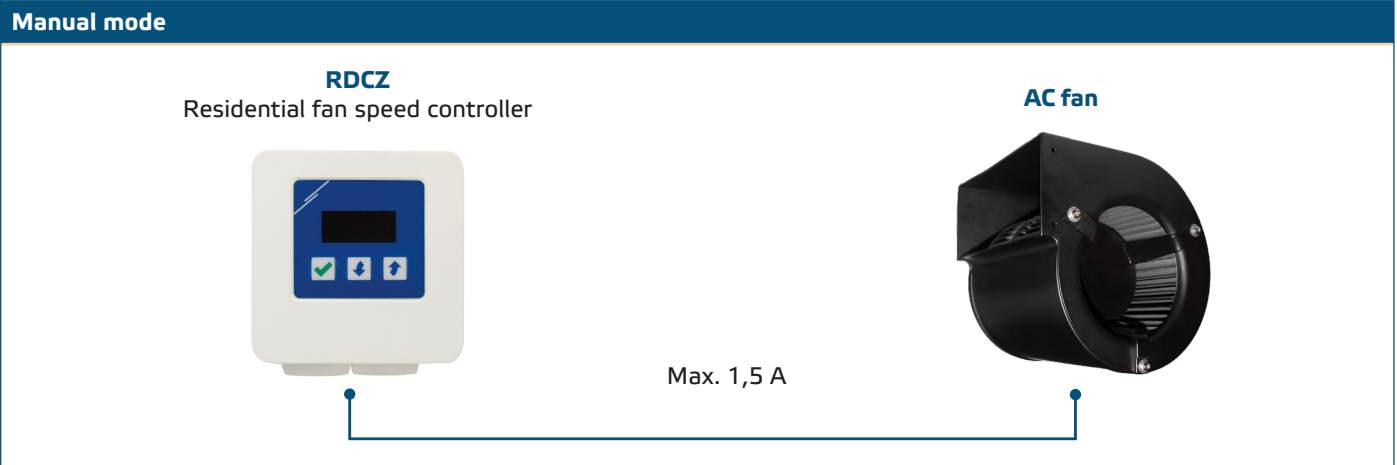 Manual mode
RDCZ
Residential fan speed controller
AC fan
Max. 1,5 A